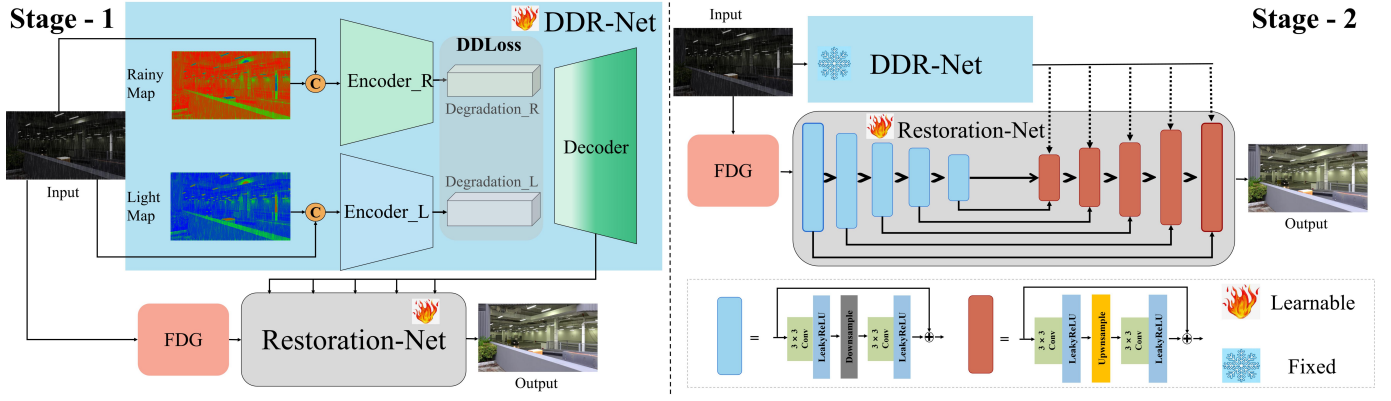 Stage - 1
DDR-Net
Rainy
Map
C
Encoder_R
DDLoss
Degradation_R
Decoder
Input
Light
Map
C
Encoder_L
Degradation_L
FDG
Restoration-Net
Output
Input
Stage - 2
DDR-Net
FDG
Restoration-Net
Output
=
3 × 3
Conv
LeakyReLU
Downsample
3 × 3
Conv
LeakyReLU
=
3 × 3
Conv
LeakyReLU
Upwnsample
3 × 3
Conv
LeakyReLU
Learnable
Fixed